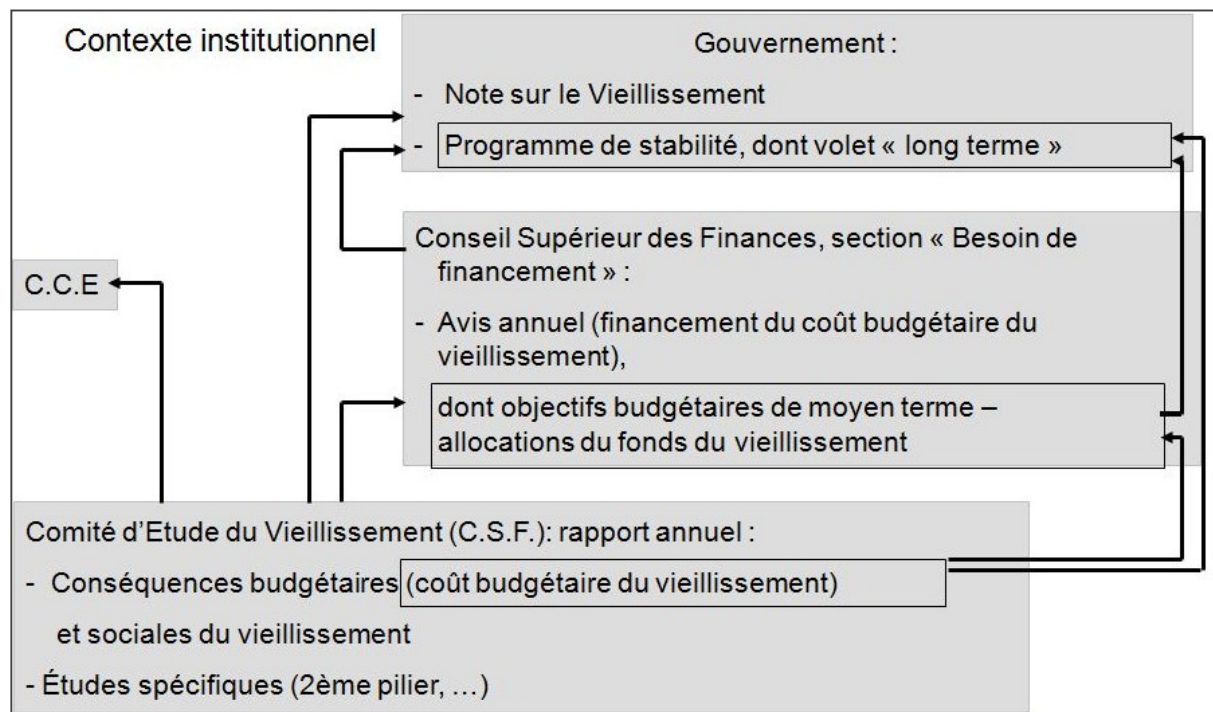 Contexte institutionnel
Gouvernement :
- Note sur le Vieillissement
- Programme de stabilité, dont volet « long terme »
Conseil Supérieur des Finances, section « Besoin de
financement » :
- Avis annuel (financement du coût budgétaire du
vieillissement),
dont objectifs budgétaires de moyen terme –
allocations du fonds du vieillissement
C.C.E
Comité d’Etude du Vieillissement (C.S.F.): rapport annuel :
- Conséquences budgétaires (coût budgétaire du vieillissement)
et sociales du vieillissement
- Études spécifiques (2ème pilier, …)